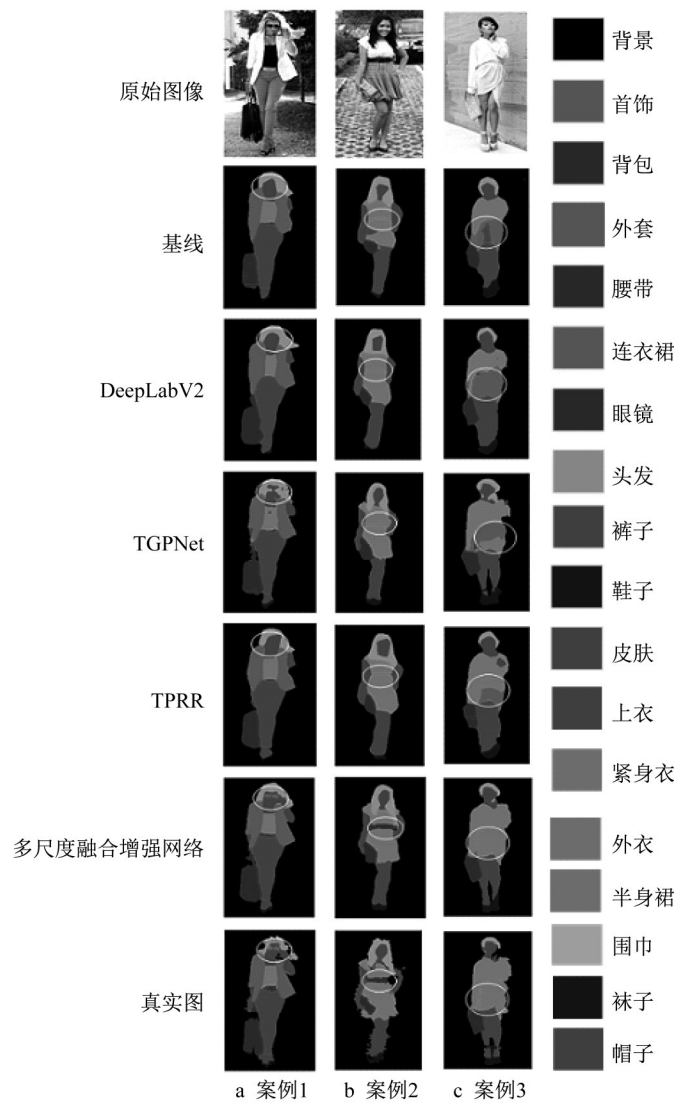 原始图像
基线
DeepLabV2
TGPNet
TPRR
多尺度融合增强网络
真实图
a 案例1
b 案例2
c 案例3
背景
首饰
背包
外套
腰带
连衣裙
眼镜
头发
裤子
鞋子
皮肤
上衣
紧身衣
外衣
半身裙
围巾
袜子
帽子